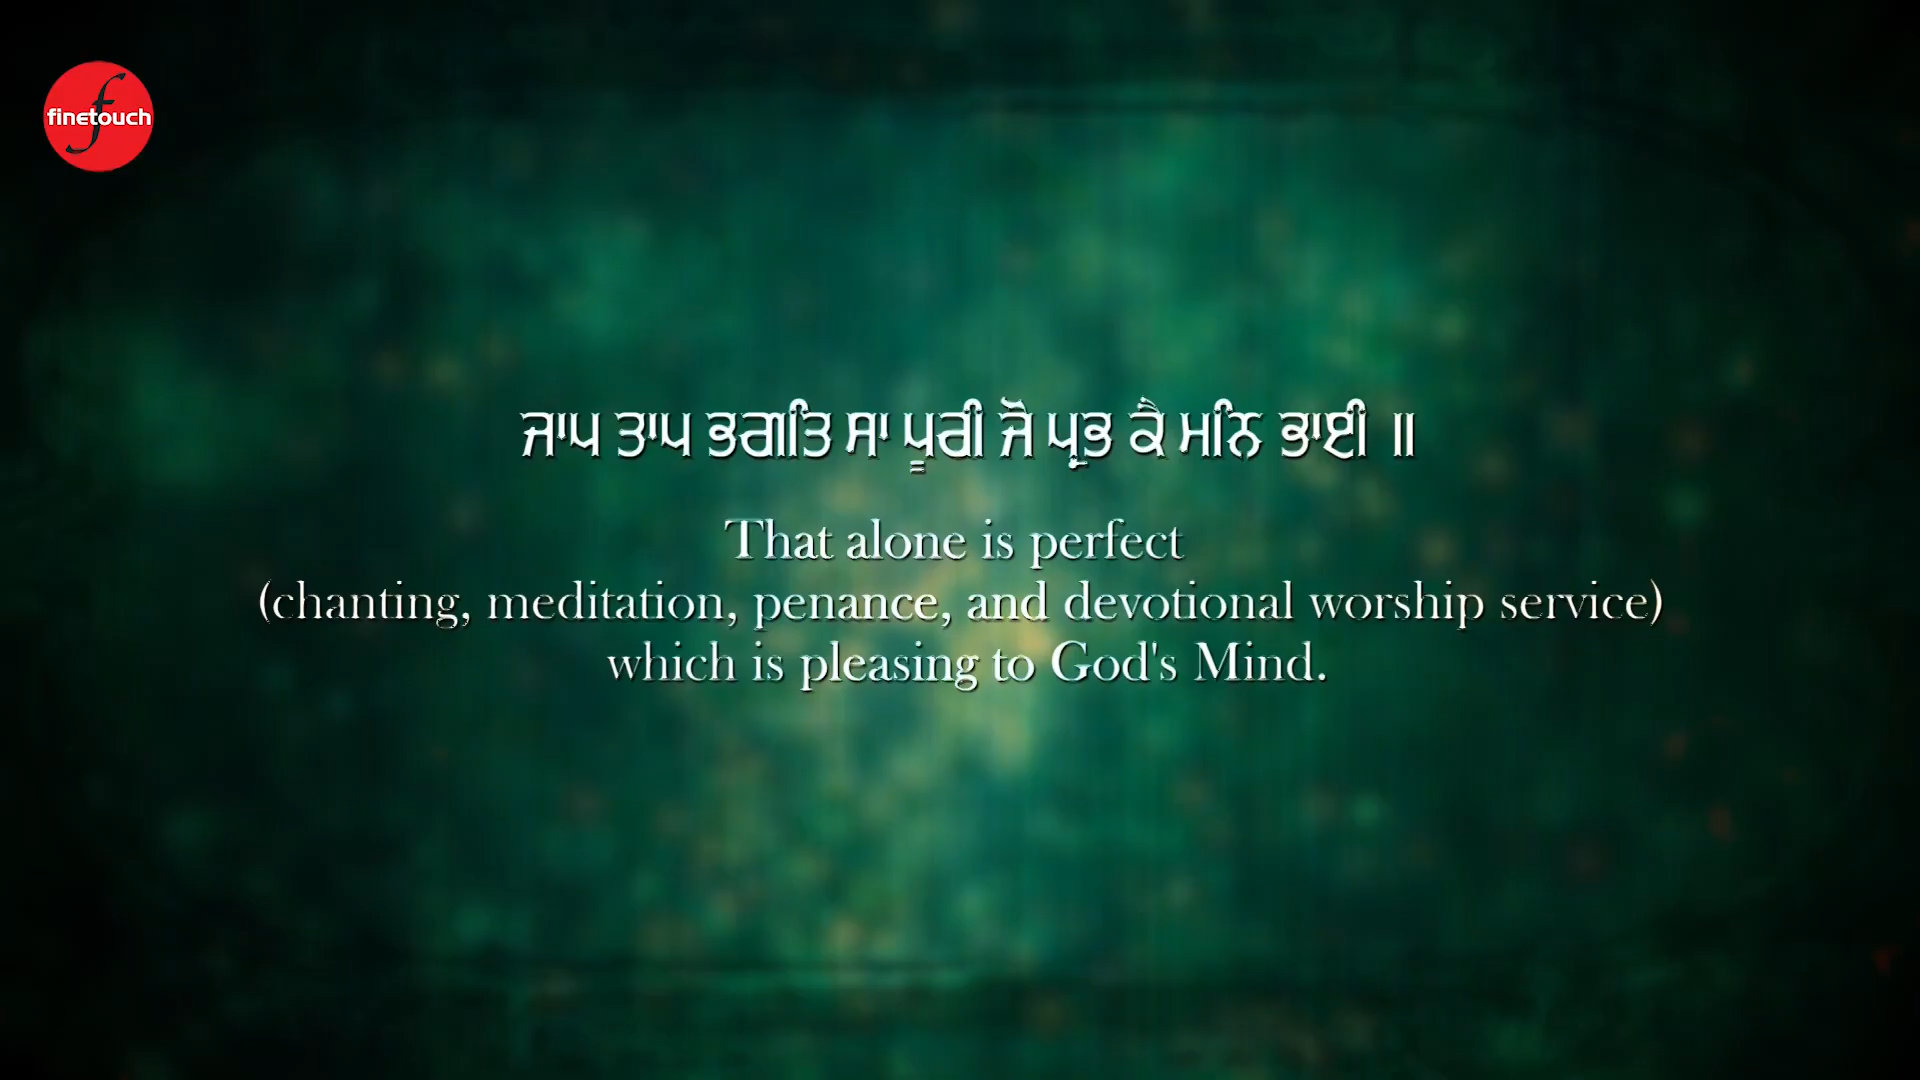 finetouch
ਜਾਪ ਤਾਪ ਭਗਤਿ ਸਾ ਪੂਰੀ ਜੋ ਪ੍ਰਭ ਕੈ ਮਨਿ ਭਾਈ ॥
That alone is perfect
(chanting, meditation, penance, and devotional worship service)
which is pleasing to God's Mind.